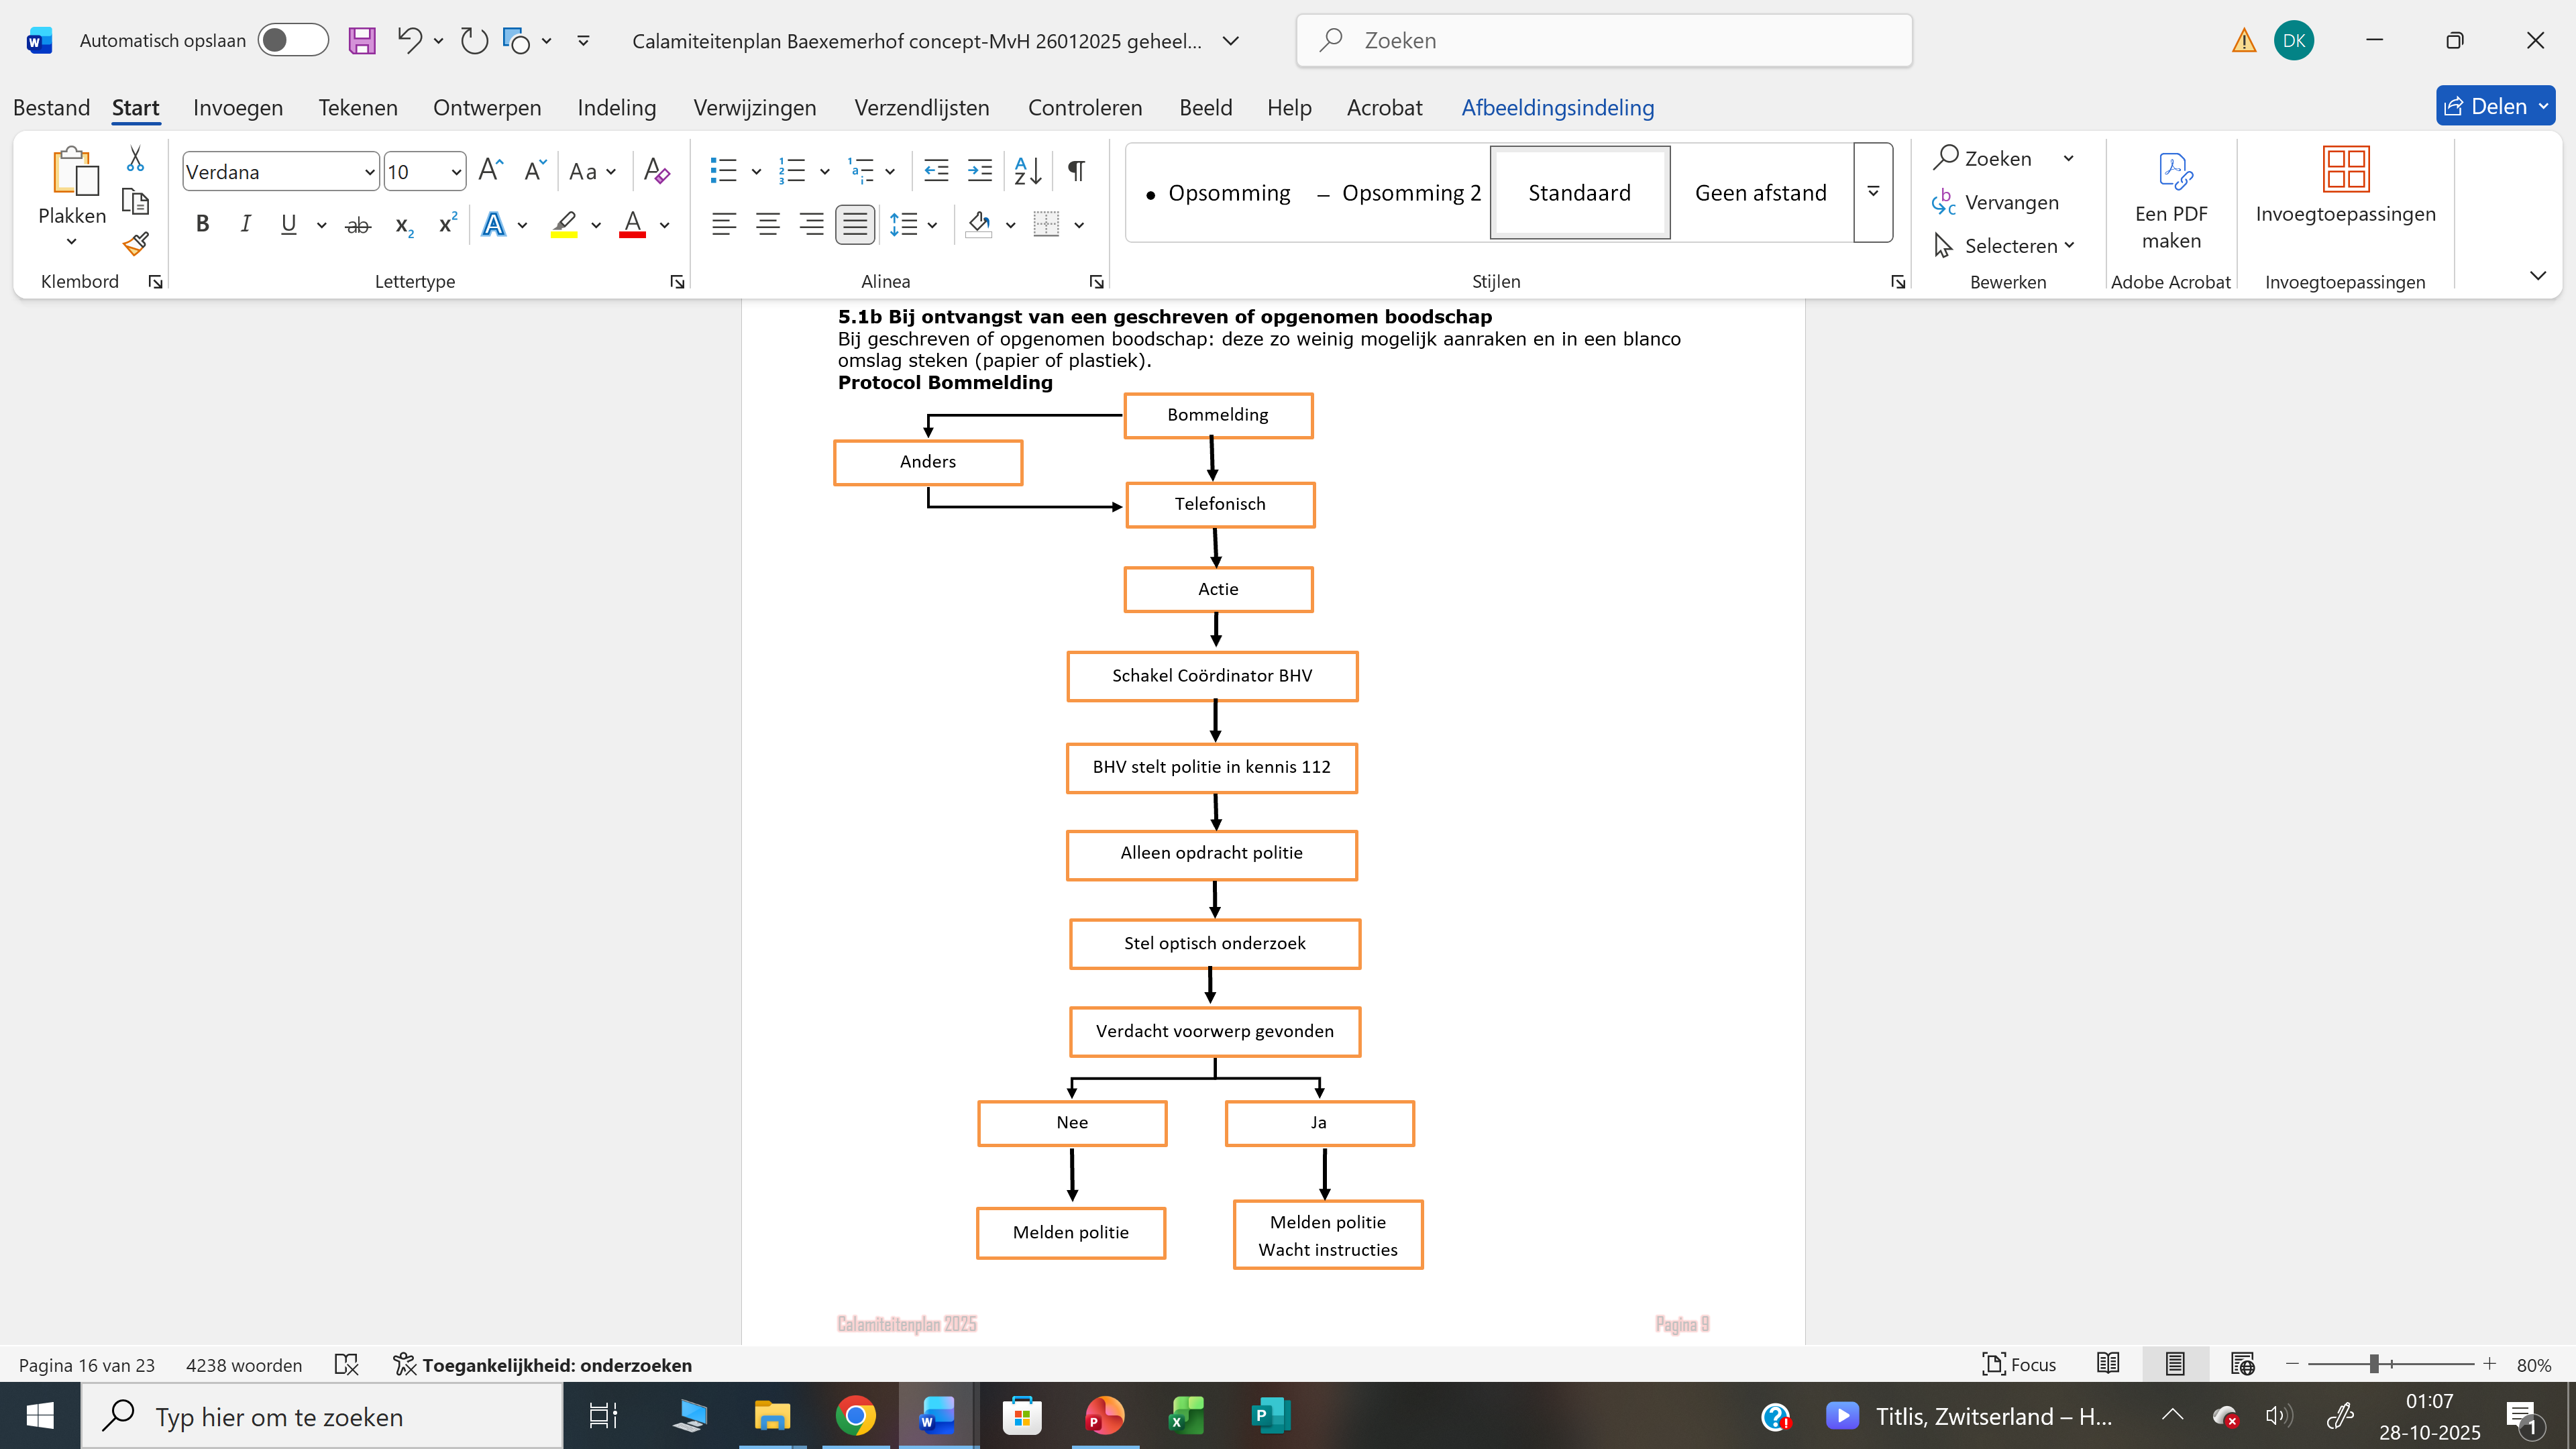 Automatisch opslaan
Calamiteitenplan Baexemerhof concept-MvH 26012025 geheel...
Zoeken
DK
Bestand Start Invoegen Tekenen Ontwerpen Indeling Verwijzingen Verzendlijsten Controleren Beeld Help Acrobat Afbeeldingsindeling
Delen
Plakken
Klembord
Verdana 10
Lettertype
Alinea
• Opsomming – Opsomming 2 Standaard Geen afstand
Stijlen
Zoeken
Vervangen
Selecteren
Bewerken
Een PDF
maken
Adobe Acrobat
Invoegtoepassingen
Invoegtoepassingen
5.1b Bij ontvangst van een geschreven of opgenomen boodschap
Bij geschreven of opgenomen boodschap: deze zo weinig mogelijk aanraken en in een blanco
omslag steken (papier of plastiek).
Protocol Bommelding
Bommelding
Anders
Telefonisch
Actie
Schakel Coördinator BHV
BHV stelt politie in kennis 112
Alleen opdracht politie
Stel optisch onderzoek
Verdacht voorwerp gevonden
Nee
Ja
Melden politie
Melden politie
Wacht instructies
Calamiteitenplan 2025
Pagina 9
Pagina 16 van 23
4238 woorden
Toegankelijkheid: onderzoeken
Focus
80%
Typ hier om te zoeken
Titlis, Zwitserland – H...
01:07
28-10-2025
1